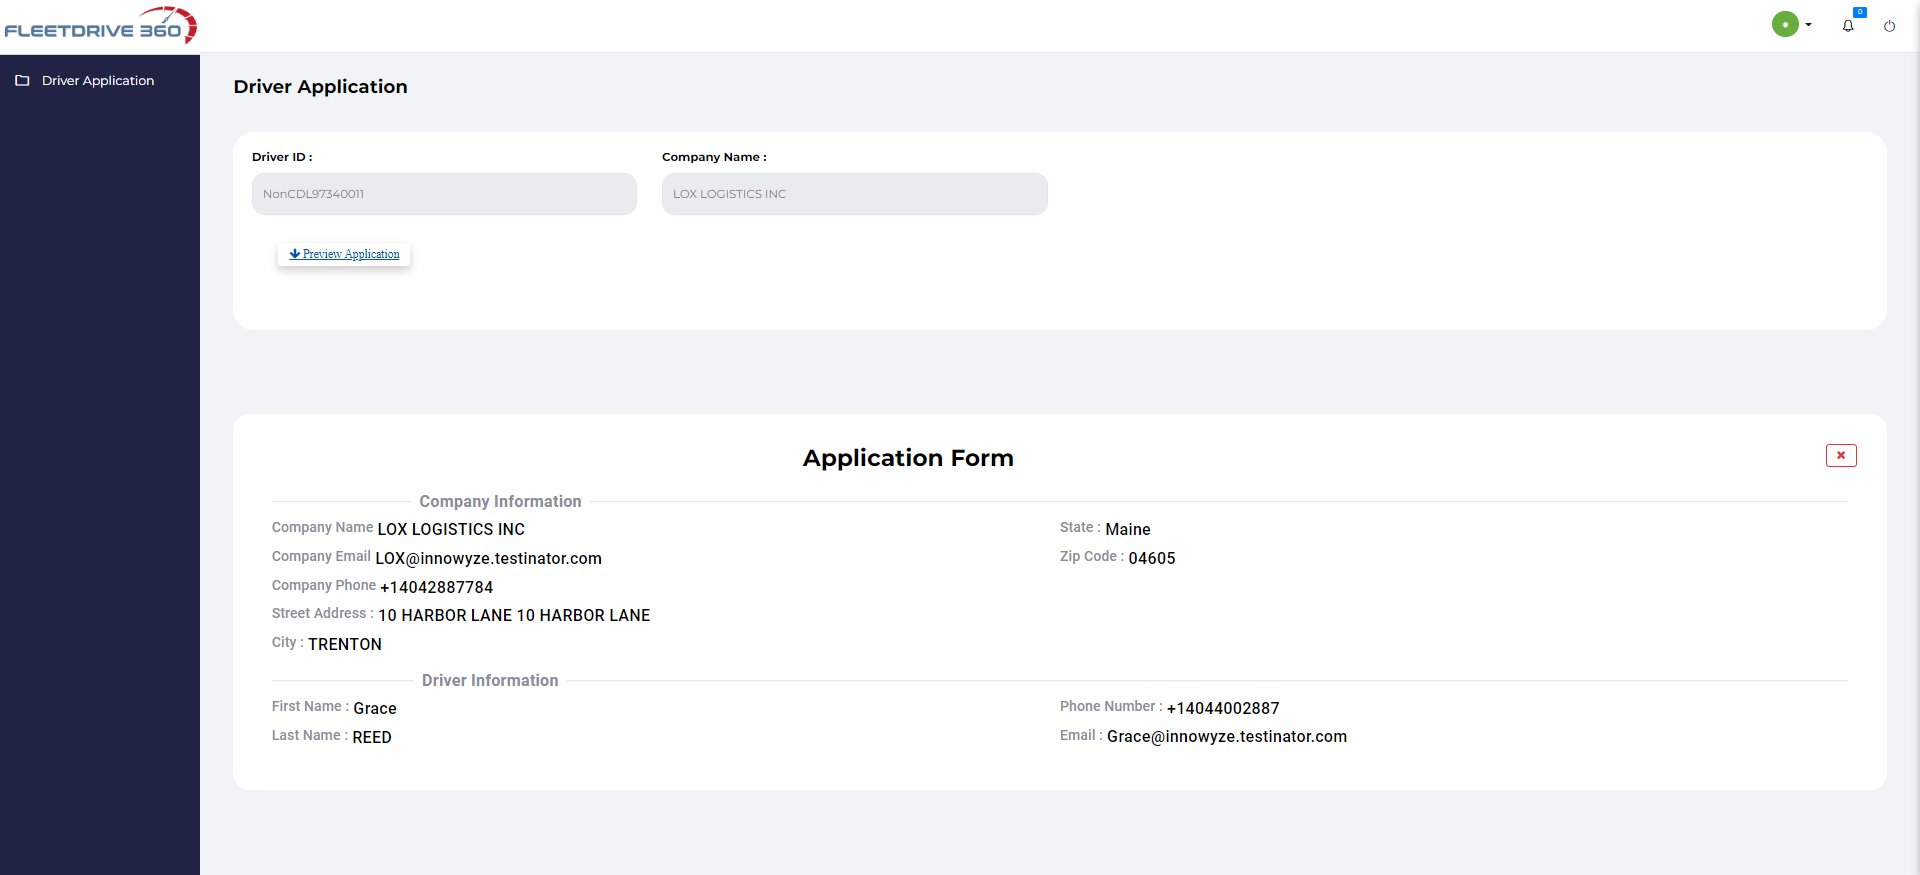 FLEETDRIVE 360
0
Driver Application
Driver Application
Driver ID :
Company Name :
NonCDL97340011
LOX LOGISTICS INC
Preview Application
Application Form
Company Information
Company Name LOX LOGISTICS INC
State : Maine
Company Email LOX@innowyze.testinator.com
Zip Code : 04605
Company Phone +14042887784
Street Address : 10 HARBOR LANE 10 HARBOR LANE
City : TRENTON
Driver Information
First Name : Grace
Phone Number : +14044002887
Last Name : REED
Email : Grace@innowyze.testinator.com